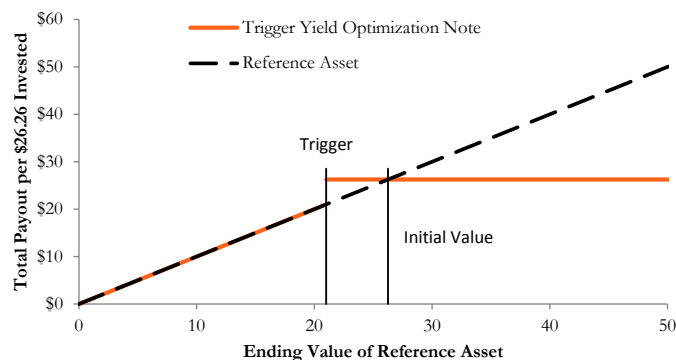 $60
$50
$40
$30
$20
$10
$0
Total Payout per $26.26 Invested
Trigger Yield Optimization Note
Reference Asset
Trigger
Initial Value
0 10 20 30 40 50
Ending Value of Reference Asset